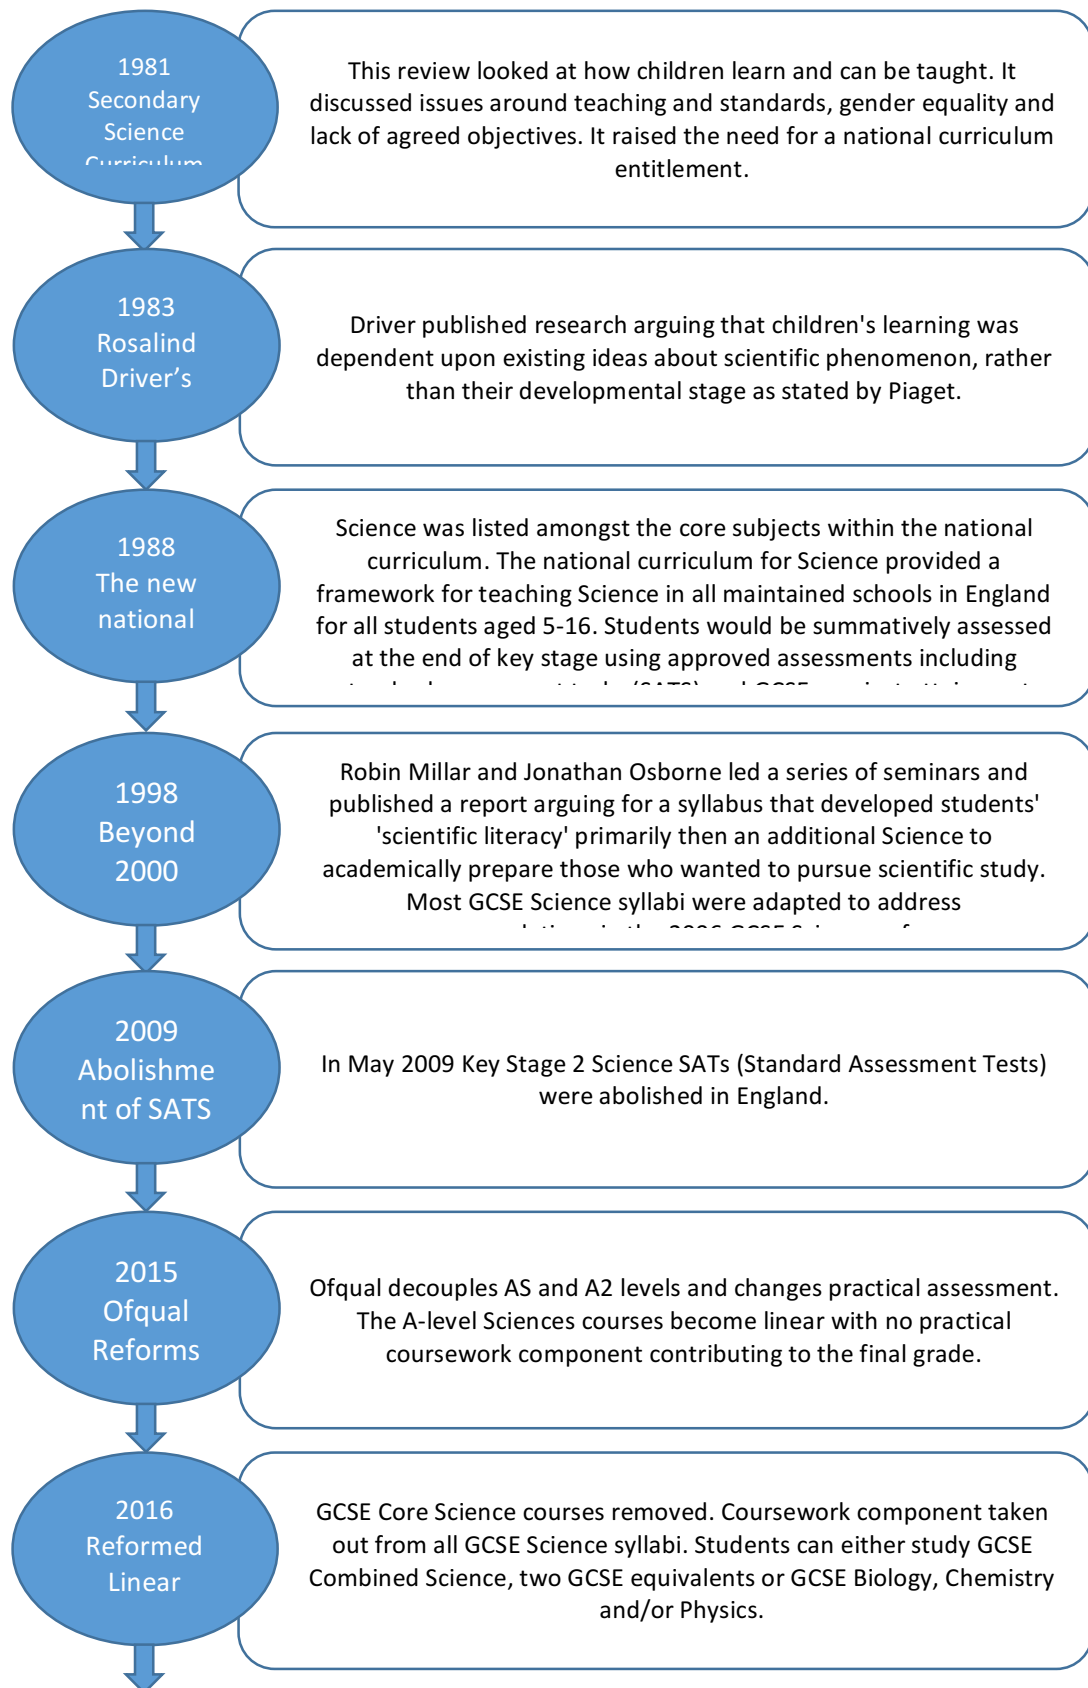 1981
Secondary
Science
Curriculum
This review looked at how children learn and can be taught. It
discussed issues around teaching and standards, gender equality and
lack of agreed objectives. It raised the need for a national curriculum
entitlement.
1983
Rosalind
Driver’s
Driver published research arguing that children's learning was
dependent upon existing ideas about scientific phenomenon, rather
than their developmental stage as stated by Piaget.
1988
The new
national
Science was listed amongst the core subjects within the national
curriculum. The national curriculum for Science provided a
framework for teaching Science in all maintained schools in England
for all students aged 5-16. Students would be summatively assessed
at the end of key stage using approved assessments including
(SATS) and GCSE
1998
Beyond
2000
Robin Millar and Jonathan Osborne led a series of seminars and
published a report arguing for a syllabus that developed students'
'scientific literacy' primarily then an additional Science to
academically prepare those who wanted to pursue scientific study.
Most GCSE Science syllabi were adapted to address
in the 2006 GCSE Science
2009
Abolishme
nt of SATS
In May 2009 Key Stage 2 Science SATs (Standard Assessment Tests)
were abolished in England.
2015
Ofqual
Reforms
Ofqual decouples AS and A2 levels and changes practical assessment.
The A-level Sciences courses become linear with no practical
coursework component contributing to the final grade.
2016
Reformed
Linear
GCSE Core Science courses removed. Coursework component taken
out from all GCSE Science syllabi. Students can either study GCSE
Combined Science, two GCSE equivalents or GCSE Biology, Chemistry
and/or Physics.